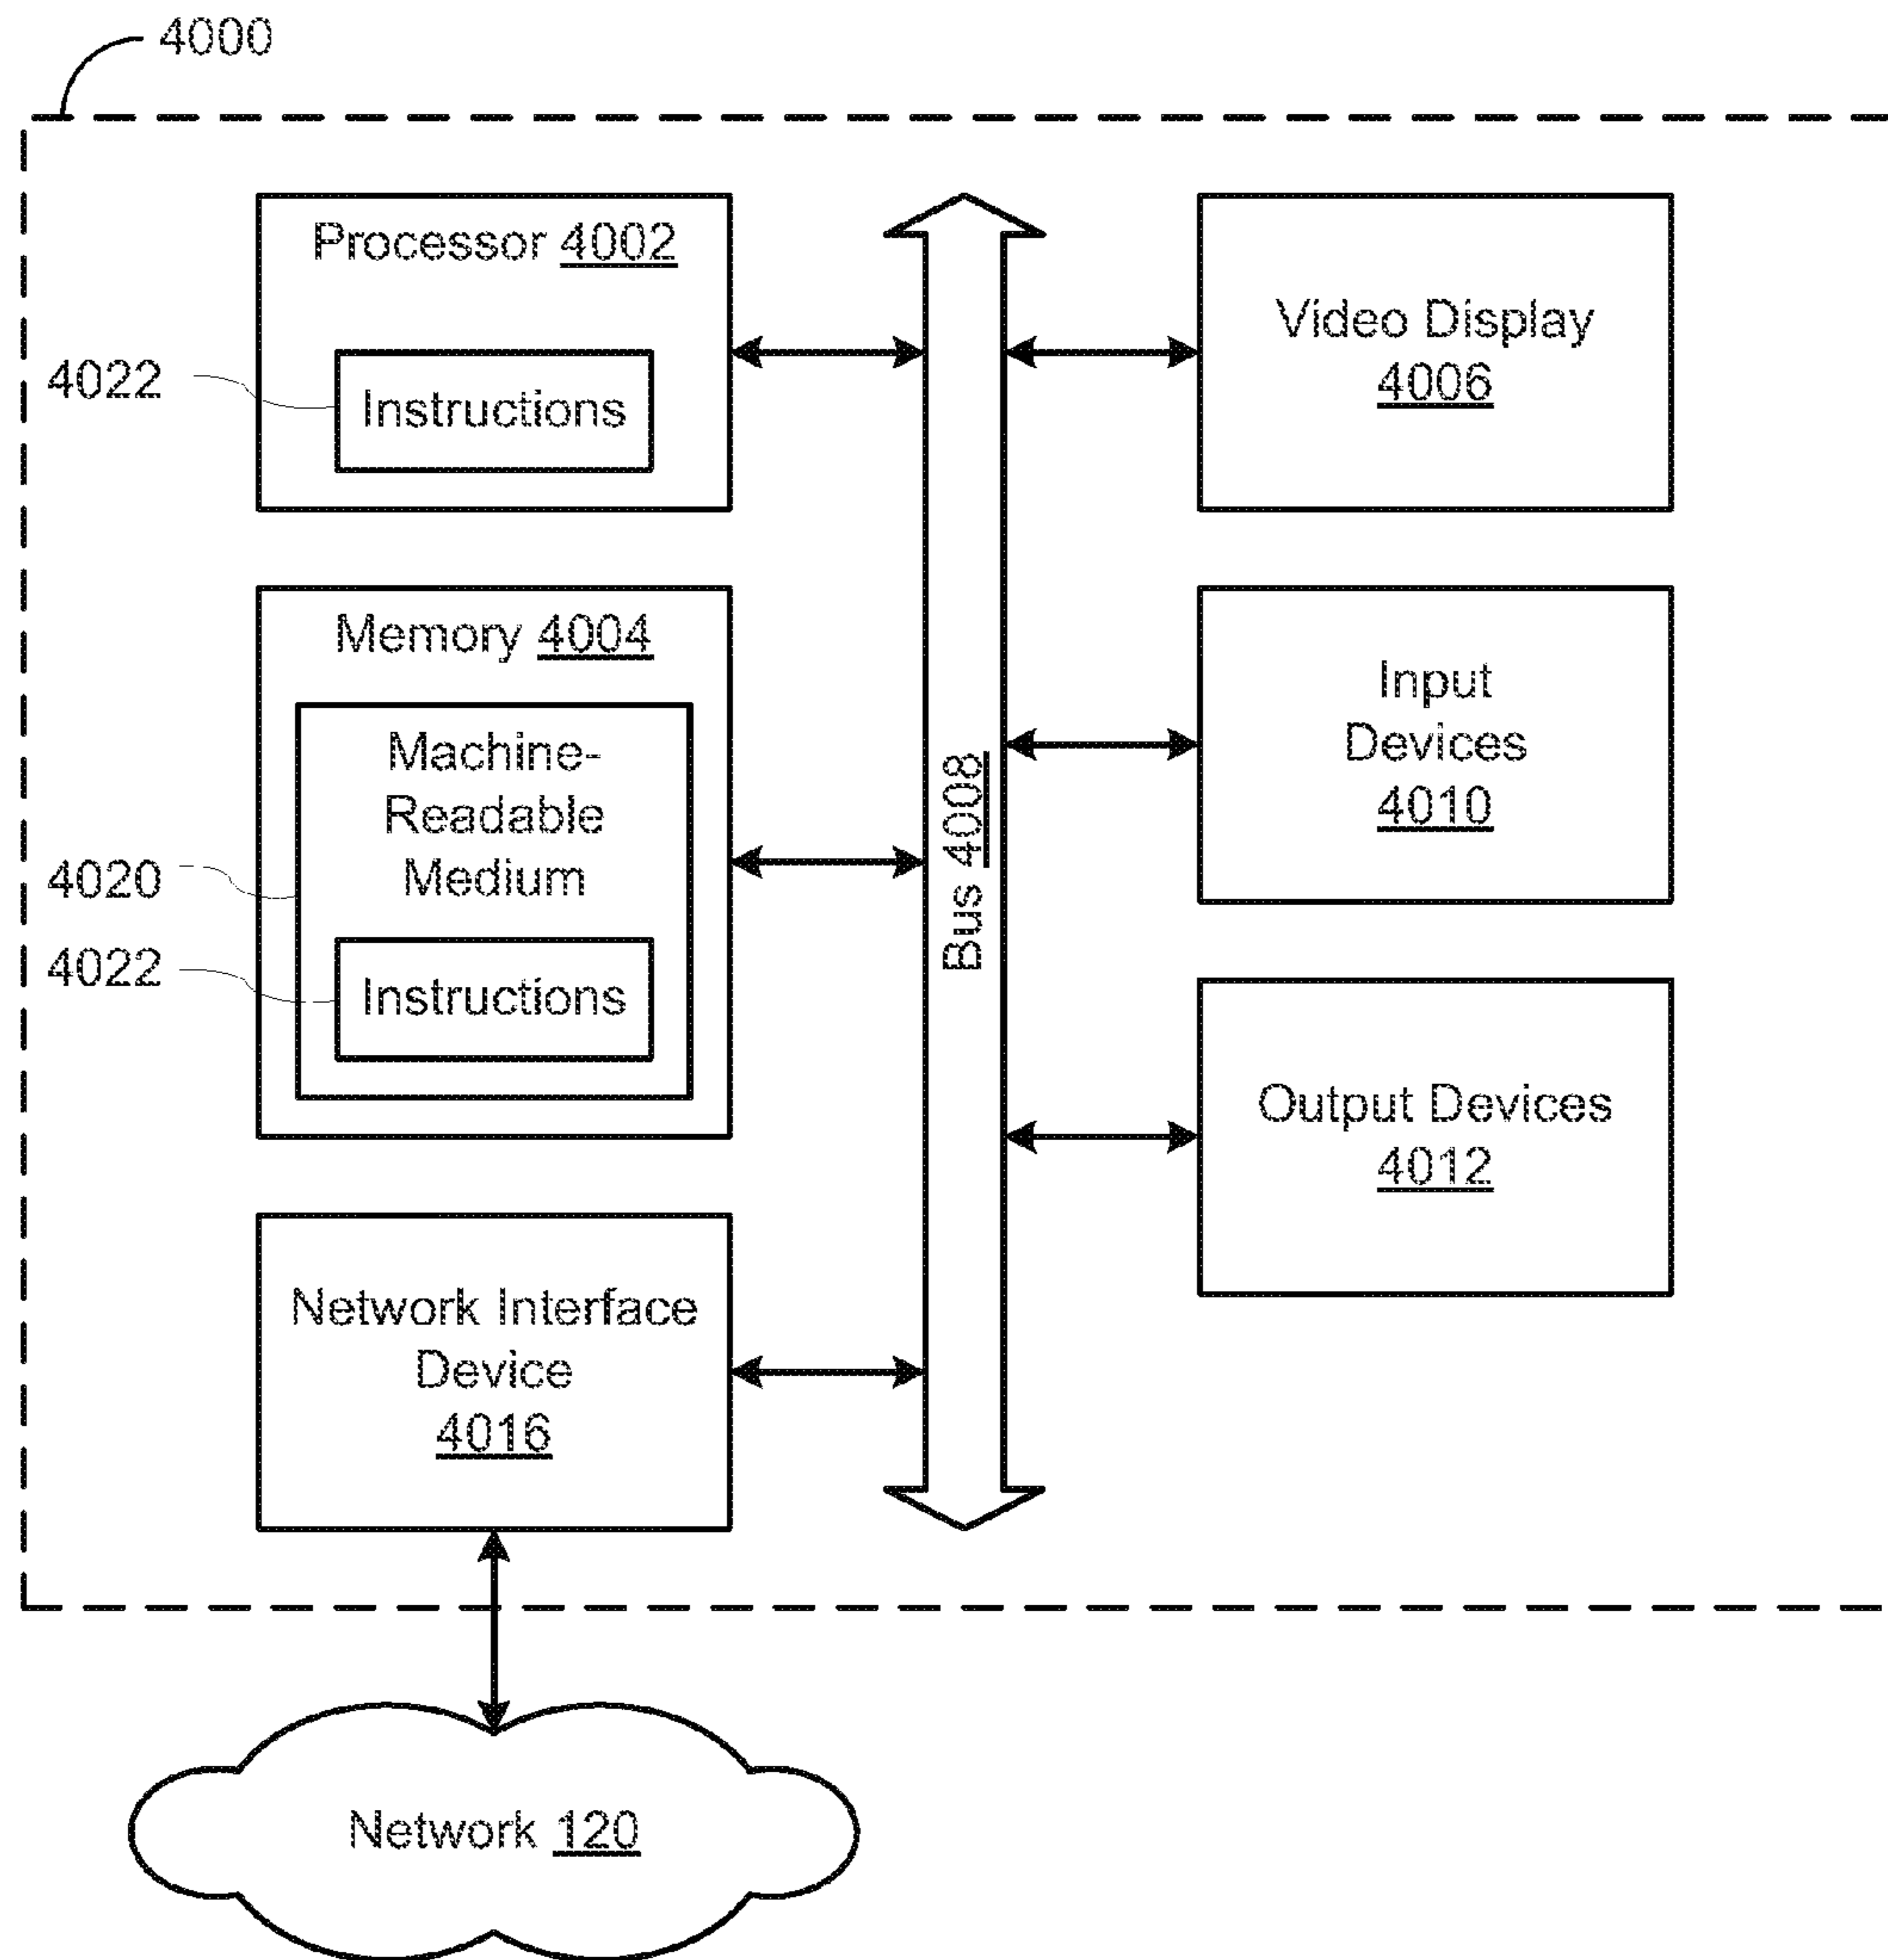 4000
Processor 4002
4022
Instructions
Memory 4004
Machine-
Readable
Medium
4020
4022
Instructions
Network Interface
Device
4016
Bus 4008
Video Display
4006
Input
Devices
4010
Output Devices
4012
Network 120